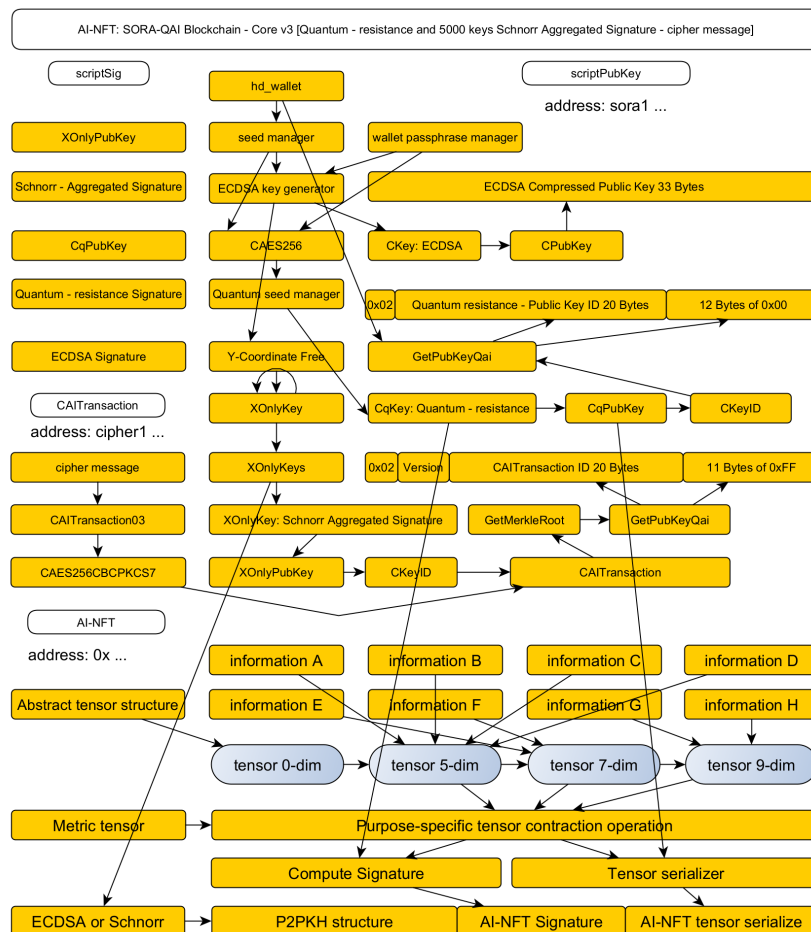 AI-NFT: SORA-QAI Blockchain - Core v3 [Quantum - resistance and 5000 keys Schnorr Aggregated Signature - cipher message]
scriptSig
hd_wallet
scriptPubKey
address: sora1 ...
XOnlyPubKey
seed manager
wallet passphrase manager
Schnorr - Aggregated Signature
ECDSA key generator
ECDSA Compressed Public Key 33 Bytes
CqPubKey
CAES256
CKey: ECDSA
CPubKey
Quantum - resistance Signature
Quantum seed manager
0x02
Quantum resistance - Public Key ID 20 Bytes
12 Bytes of 0x00
ECDSA Signature
Y-Coordinate Free
GetPubKeyQai
CAITransaction
XOnlyKey
CqKey: Quantum - resistance
CqPubKey
CKeyID
address: cipher1 ...
cipher message
XOnlyKeys
0x02
Version
CAITransaction ID 20 Bytes
11 Bytes of 0xFF
CAITransaction03
XOnlyKey: Schnorr Aggregated Signature
GetMerkleRoot
GetPubKeyQai
CAES256CBCPKCS7
XOnlyPubKey
CKeyID
CAITransaction
AI-NFT
address: 0x ...
information A
information B
information C
information D
Abstract tensor structure
information E
information F
information G
information H
tensor 0-dim
tensor 5-dim
tensor 7-dim
tensor 9-dim
Metric tensor
Purpose-specific tensor contraction operation
Compute Signature
Tensor serializer
ECDSA or Schnorr
P2PKH structure
AI-NFT Signature
AI-NFT tensor serialize